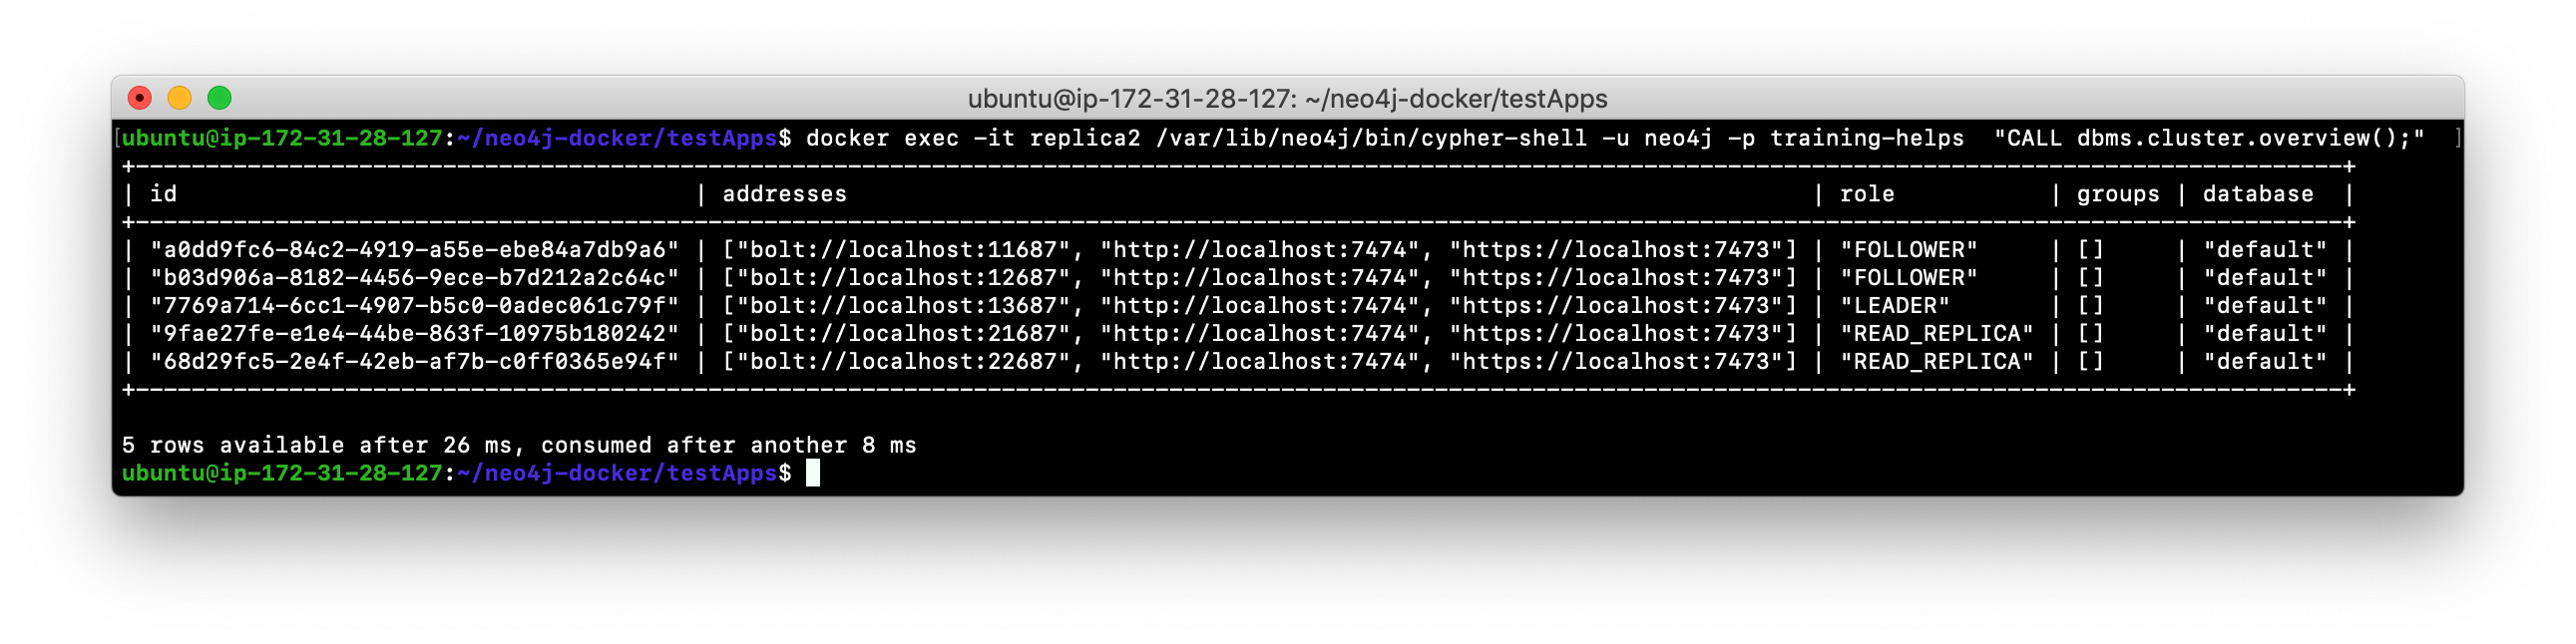 ubuntu@ip-172-31-28-127: ~/neo4j-docker/testApps
[ubuntu@ip-172-31-28-127:~/neo4j-docker/testApps$ docker exec -it replica2 /var/lib/neo4j/bin/cypher-shell -u neo4j -p training-helps  "CALL dbms.cluster.overview();"  ]
+---------------------------------------------------------------------------------------------------------------------------------------------------------------+
| id                                     | addresses                                                                     | role           | groups | database  |
+---------------------------------------------------------------------------------------------------------------------------------------------------------------+
| "a0dd9fc6-84c2-4919-a55e-ebe84a7db9a6" | ["bolt://localhost:11687", "http://localhost:7474", "https://localhost:7473"] | "FOLLOWER"     | []     | "default" |
| "b03d906a-8182-4456-9ece-b7d212a2c64c" | ["bolt://localhost:12687", "http://localhost:7474", "https://localhost:7473"] | "FOLLOWER"     | []     | "default" |
| "7769a714-6cc1-4907-b5c0-0adec061c79f" | ["bolt://localhost:13687", "http://localhost:7474", "https://localhost:7473"] | "LEADER"       | []     | "default" |
| "9fae27fe-e1e4-44be-863f-10975b180242" | ["bolt://localhost:21687", "http://localhost:7474", "https://localhost:7473"] | "READ_REPLICA" | []     | "default" |
| "68d29fc5-2e4f-42eb-af7b-c0ff0365e94f" | ["bolt://localhost:22687", "http://localhost:7474", "https://localhost:7473"] | "READ_REPLICA" | []     | "default" |
+---------------------------------------------------------------------------------------------------------------------------------------------------------------+
5 rows available after 26 ms, consumed after another 8 ms
ubuntu@ip-172-31-28-127:~/neo4j-docker/testApps$